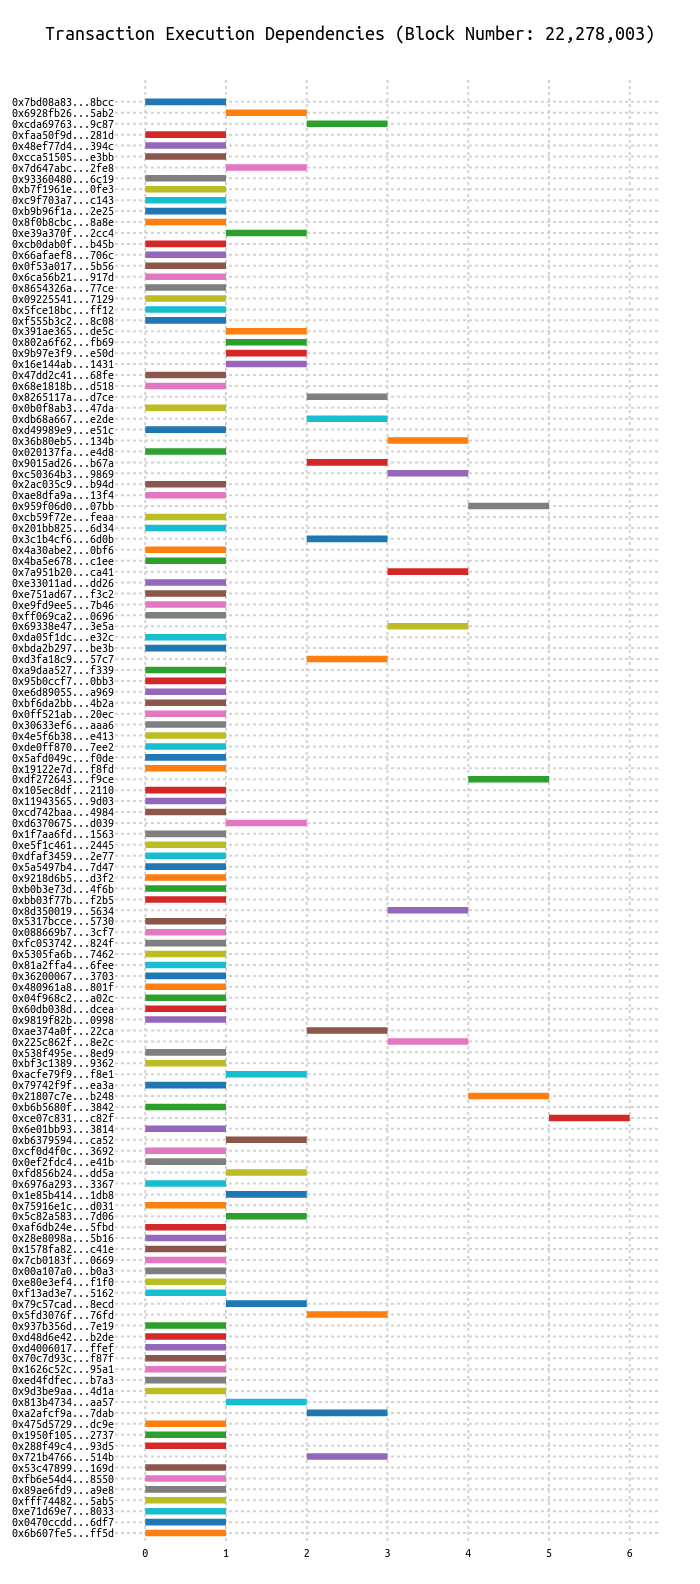 Transaction Execution Dependencies (Block Number: 22,278,003)
0x7bd08a83...8bcc
0x6928fb26...5ab2
0xcda69763...9c87
0xfaa50f9d...281d
0x48ef77d4...394c
0xcca51505...e3bb
0x7d647abc...2fe8
0x93360480...6c19
0xb7f1961e...0fe3
0xc9f703a7...c143
0xb9b96f1a...2e25
0x8f0b8cbc...8a8e
0xe39a370f...2cc4
0xcb0dab0f...b45b
0x66afaef8...706c
0x0f53a017...5b56
0x6ca56b21...917d
0x8654326a...77ce
0x09225541...7129
0x5fce18bc...ff12
0xf555b3c2...8c08
0x391ae365...de5c
0x802a6f62...fb69
0x9b97e3f9...e50d
0x16e144ab...1431
0x47dd2c41...68fe
0x68e1818b...d518
0x8265117a...d7ce
0x0b0f8ab3...47da
0xdb68a667...e2de
0xd49989e9...e51c
0x36b80eb5...134b
0x020137fa...e4d8
0x9015ad26...b67a
0xc50364b3...9869
0x2ac035c9...b94d
0xae8dfa9a...13f4
0x959f06d0...07bb
0xcb59f72e...feaa
0x201bb825...6d34
0x3c1b4cf6...6d0b
0x4a30abe2...0bf6
0x4ba5e678...c1ee
0x7a951b20...ca41
0xe33011ad...dd26
0xe751ad67...f3c2
0xe9fd9ee5...7b46
0xff069ca2...0696
0x69338e47...3e5a
0xda05f1dc...e32c
0xbda2b297...be3b
0xd3fa18c9...57c7
0xa9daa527...f339
0x95b0ccf7...0bb3
0xe6d89055...a969
0xbf6da2bb...4b2a
0x0ff521ab...20ec
0x30633ef6...aaa6
0x4e5f6b38...e413
0xde0ff870...7ee2
0x5afd049c...f0de
0x19122e7d...f8fd
0xdf272643...f9ce
0x105ec8df...2110
0x11943565...9d03
0xcd742baa...4984
0xd6370675...d039
0x1f7aa6fd...1563
0xe5f1c461...2445
0xdfaf3459...2e77
0x5a5497b4...7d47
0x9218d6b5...d3f2
0xb0b3e73d...4f6b
0xbb03f77b...f2b5
0x8d350019...5634
0x5317bcce...5730
0x088669b7...3cf7
0xfc053742...824f
0x5305fa6b...7462
0x81a2ffa4...6fee
0x36200067...3703
0x480961a8...801f
0x04f968c2...a02c
0x60db038d...dcea
0x9819f82b...0998
0xae374a0f...22ca
0x225c862f...8e2c
0x538f495e...8ed9
0xbf3c1389...9362
0xacfe79f9...f8e1
0x79742f9f...ea3a
0x21807c7e...b248
0xb6b5680f...3842
0xce07c831...c82f
0x6e01bb93...3814
0xb6379594...ca52
0xcf0d4f0c...3692
0x0ef2fdc4...e41b
0xfd856b24...dd5a
0x6976a293...3367
0x1e85b414...1db8
0x75916e1c...d031
0x5c82a583...7d06
0xaf6db24e...5fbd
0x28e8098a...5b16
0x1578fa82...c41e
0x7cb0183f...0669
0x00a107a0...b0a3
0xe80e3ef4...f1f0
0xf13ad3e7...5162
0x79c57cad...8ecd
0x5fd3076f...76fd
0x937b356d...7e19
0xd48d6e42...b2de
0xd4006017...ffef
0x70c7d93c...f87f
0x1626c52c...95a1
0xed4fdfec...b7a3
0x9d3be9aa...4d1a
0x813b4734...aa57
0xa2afcf9a...7dab
0x475d5729...dc9e
0x1950f105...2737
0x288f49c4...93d5
0x721b4766...514b
0x53c47899...169d
0xfb6e54d4...8550
0x89ae6fd9...a9e8
0xfff74482...5ab5
0xe71d69e7...8033
0x0470ccdd...6df7
0x6b607fe5...ff5d
0 1 2 3 4 5 6